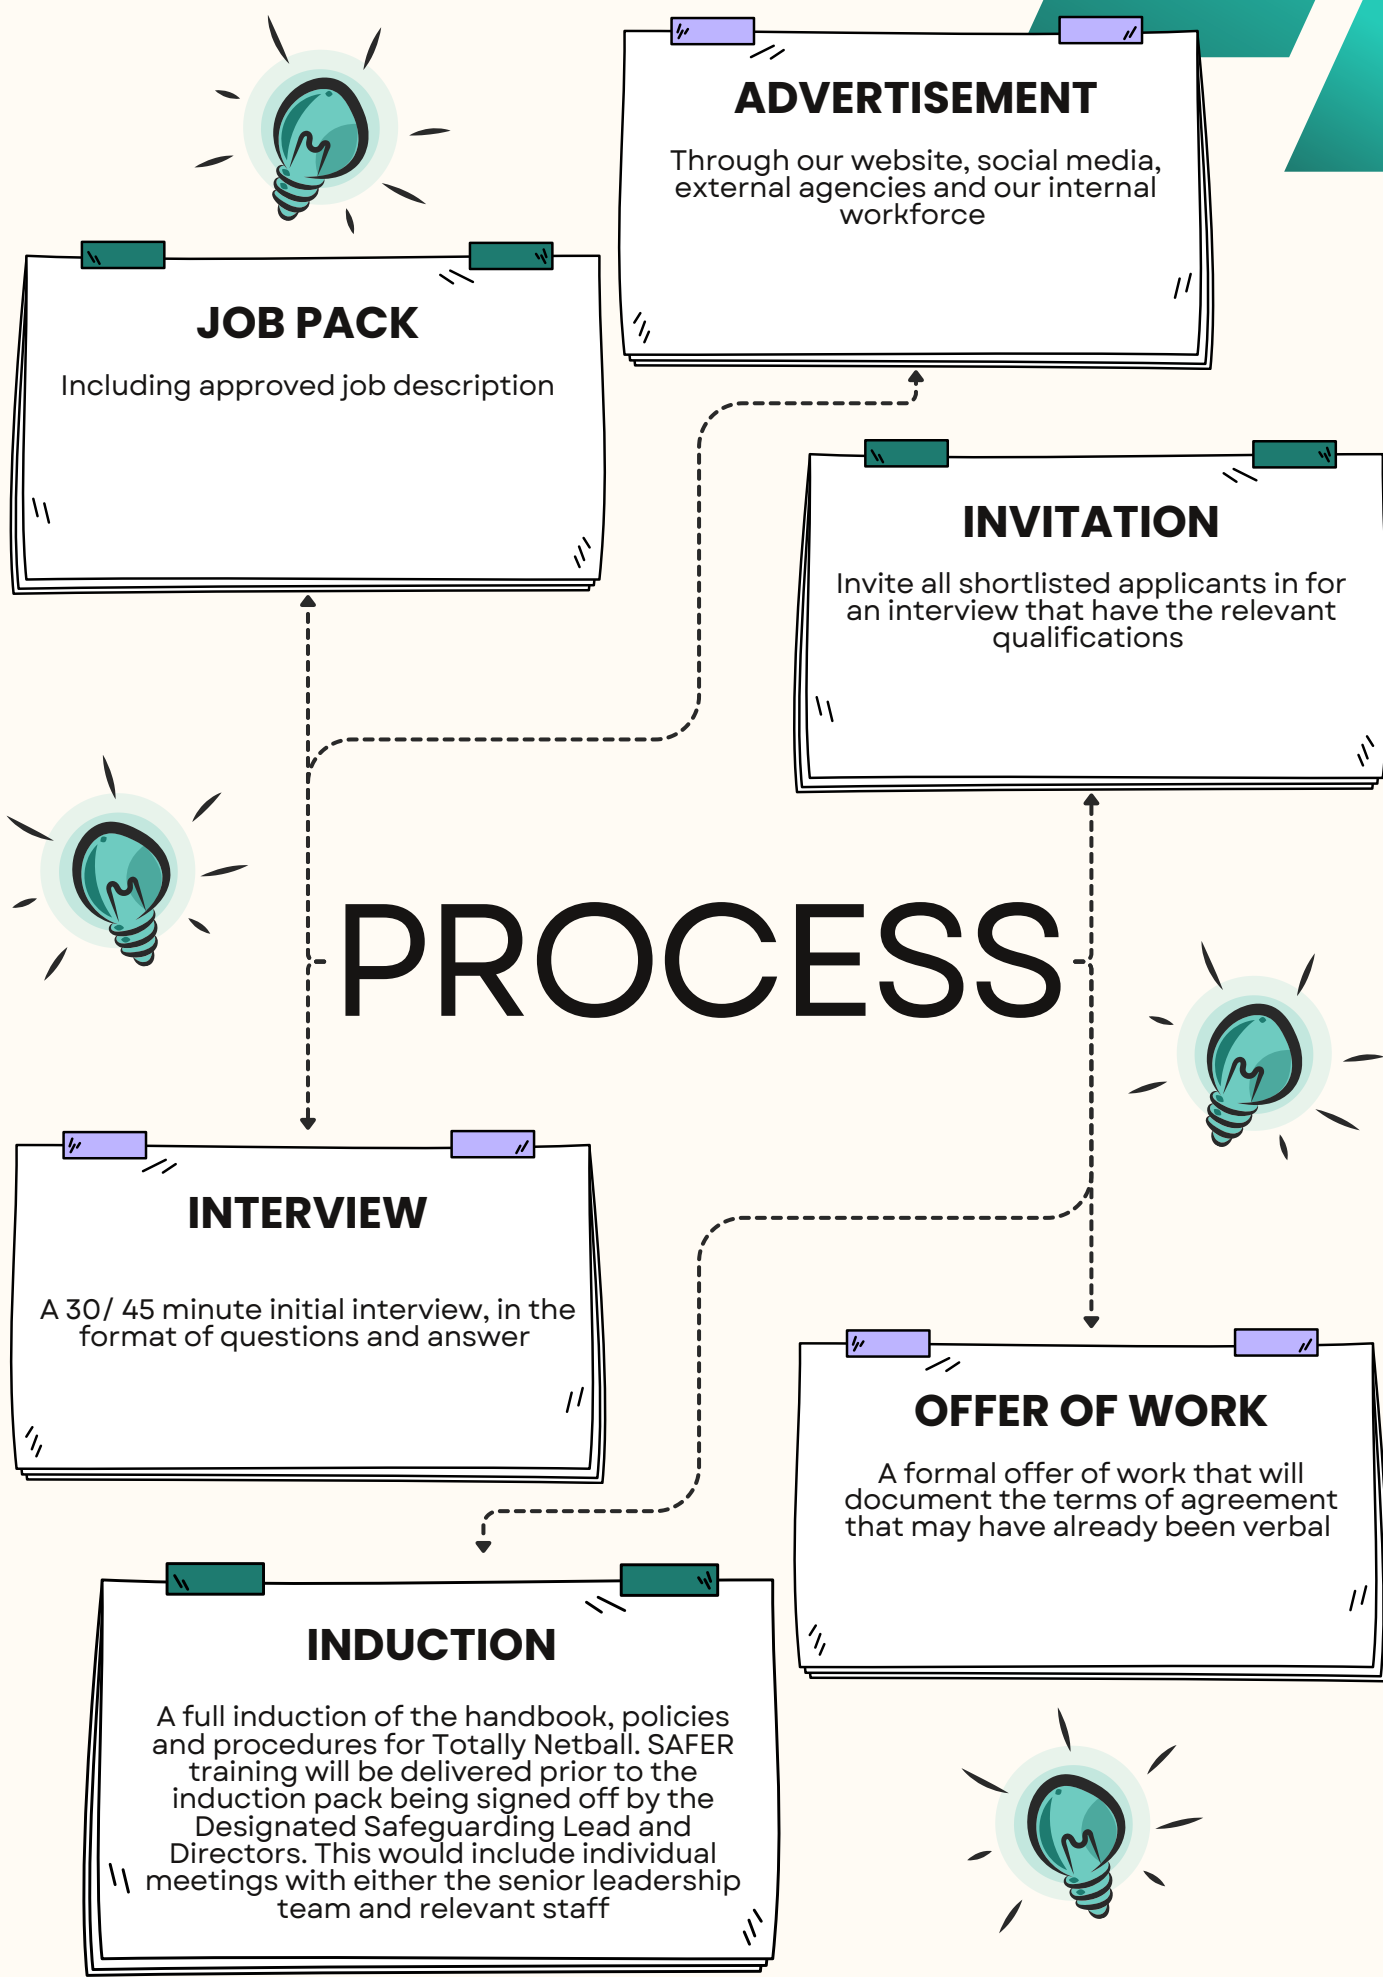 ADVERTISEMENT
Through our website, social media,
external agencies and our internal
workforce
JOB PACK
Including approved job description
INVITATION
Invite all shortlisted applicants in for
an interview that have the relevant
qualifications
PROCESS
INTERVIEW
A 30/ 45 minute initial interview, in the
format of questions and answer
OFFER OF WORK
A formal offer of work that will
document the terms of agreement
that may have already been verbal
INDUCTION
A full induction of the handbook, policies
and procedures for Totally Netball. SAFER
training will be delivered prior to the
induction pack being signed off by the
Designated Safeguarding Lead and
Directors. This would include individual
meetings with either the senior leadership
team and relevant staff